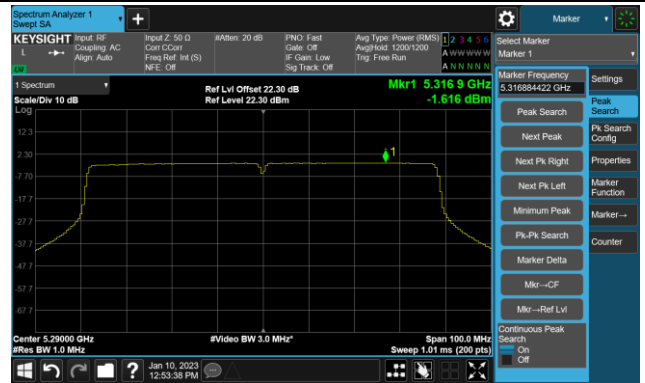 Spectrum Analyzer 1
Swept SA
+
Marker
KEYSIGHT
L
Input: RF
Coupling: AC
Align: Auto
Input Z: 50 Ω
Corr CCorr
Freq Ref: Int (S)
NFE: Off
#Atten: 20 dB
PNO: Fast
Gate: Off
IF Gain: Low
Sig Track: Off
Avg Type: Power (RMS)
Avg|Hold: 1200/1200
Trig: Free Run
1 2 3 4 5 6
A W W W W W
A N N N N N
Select Marker
Marker 1
1 Spectrum
Scale/Div 10 dB
Log
Ref Lvl Offset 22.30 dB
Ref Level 22.30 dBm
Mkr1 5.316 9 GHz
-1.616 dBm
12.3
2.30
-7.70
-17.7
-27.7
-37.7
-47.7
-57.7
-67.7
1
Center 5.29000 GHz
#Res BW 1.0 MHz
#Video BW 3.0 MHz*
Span 100.0 MHz
Sweep 1.01 ms (200 pts)
Marker Frequency
5.316884422 GHz
Peak Search
Next Peak
Next Pk Right
Next Pk Left
Minimum Peak
Pk-Pk Search
Marker Delta
Mkr→CF
Mkr→Ref Lvl
Continuous Peak
Search
On
Off
Settings
Peak
Search
Pk Search
Config
Properties
Marker
Function
Marker→
Counter
?
Jan 10, 2023
12:53:38 PM